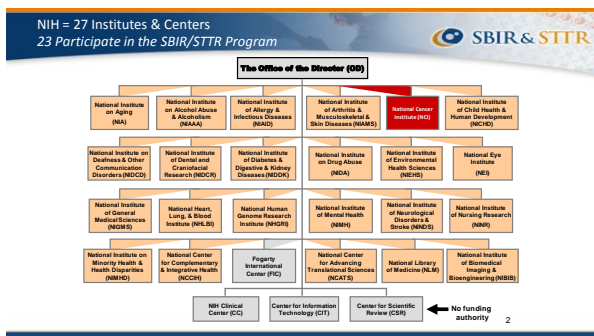 NIH = 27 Institutes & Centers
23 Participate in the SBIR/STTR Program
SBIR & STTR
The Office of the Director (OD)
National Institute
on Aging
(NIA)
National Institute
on Alcohol Abuse
& Alcoholism
(NIAAA)
National Institute
of Allergy &
Infectious Diseases
(NIAID)
National Institute
of Arthritis &
Musculoskeletal &
Skin Diseases (NIAMS)
National Cancer
Institute (NCI)
National Institute
of Child Health &
Human Development
(NICHD)
National Institute on
Deafness & Other
Communication
Disorders (NIDCD)
National Institute
of Dental and
Craniofacial
Research (NIDCR)
National Institute
of Diabetes &
Digestive & Kidney
Diseases (NIDDK)
National Institute
on Drug Abuse
(NIDA)
National Institute
of Environmental
Health Sciences
(NIEHS)
National Eye
Institute
(NEI)
National Institute
of General
Medical Sciences
(NIGMS)
National Heart,
Lung, & Blood
Institute (NHLBI)
National Human
Genome Research
Institute (NHGRI)
National Institute
of Mental Health
(NIMH)
National Institute
of Neurological
Disorders &
Stroke (NINDS)
National Institute
of Nursing Research
(NINR)
National Institute on
Minority Health &
Health Disparities
(NIMHD)
National Center
for Complementary
& Integrative Health
(NCCIH)
Fogarty
International
Center (FIC)
National Center
for Advancing
Translational Sciences
(NCATS)
National Library
of Medicine (NLM)
National Institute
of Biomedical
Imaging &
Bioengineering (NIBIB)
NIH Clinical
Center (CC)
Center for Information
Technology (CIT)
Center for Scientific
Review (CSR)
No funding
authority
2